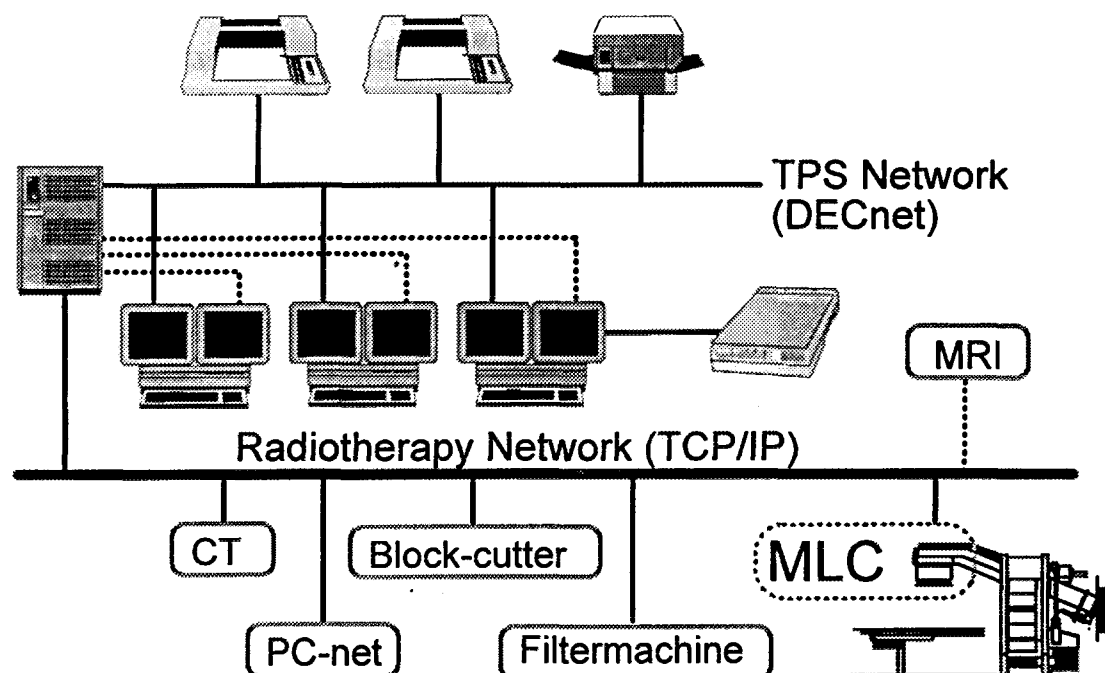 TPS Network
(DECnet)
MRI
Radiotherapy Network (TCP/IP)
CT
Block-cutter
MLC
PC-net
Filtermachine